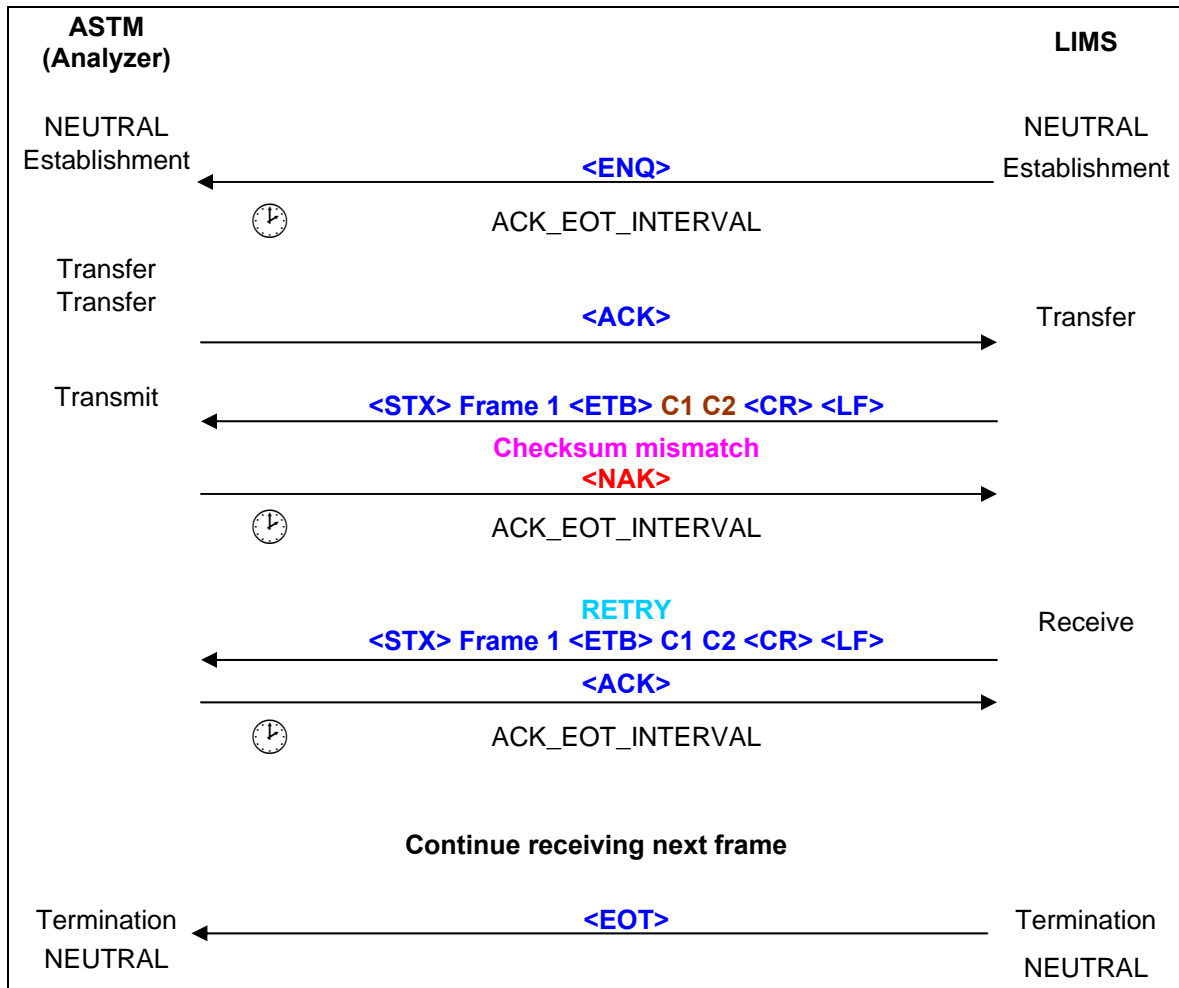 ASTM
(Analyzer)
LIMS
NEUTRAL
NEUTRAL
Establishment
<ENQ>
Establishment
ACK_EOT_INTERVAL
Transfer
Transfer
<ACK>
Transfer
Transmit
<STX> Frame 1 <ETB> C1 C2 <CR> <LF>
Checksum mismatch
<NAK>
ACK_EOT_INTERVAL
RETRY
Receive
<STX> Frame 1 <ETB> C1 C2 <CR> <LF>
<ACK>
ACK_EOT_INTERVAL
Continue receiving next frame
Termination
<EOT>
Termination
NEUTRAL
NEUTRAL